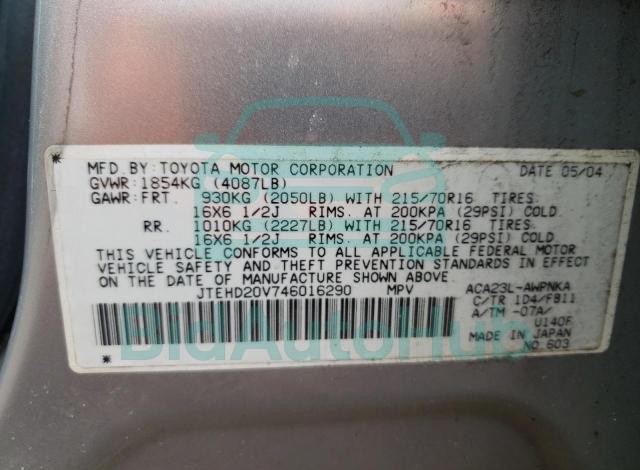 MFD. BY: TOYOTA MOTOR CORPORATION DATE 05/04
GVWR: 1854KG (4087LB)
GAWR: FRT. 930KG (2050LB) WITH 215/70R16 TIRES.
16X6 1/2J RIMS. AT 200KPA (29PSI) COLD
RR. 1010KG (2227LB) WITH 215/70R16 TIRES.
16X6 1/2J RIMS. AT 200KPA (29PSI) COLD
THIS VEHICLE CONFORMS TO ALL APPLICABLE FEDERAL MOTOR
VEHICLE SAFETY AND THEFT PREVENTION STANDARDS IN EFFECT
ON THE DATE OF MANUFACTURE SHOWN ABOVE.
JTEHD20V746016290 MPV ACA23L-AWPNKA
C/TR 1D4/FB11
A/TM -07A/
U140F
MADE IN JAPAN
NO. 603
BidAutoHub